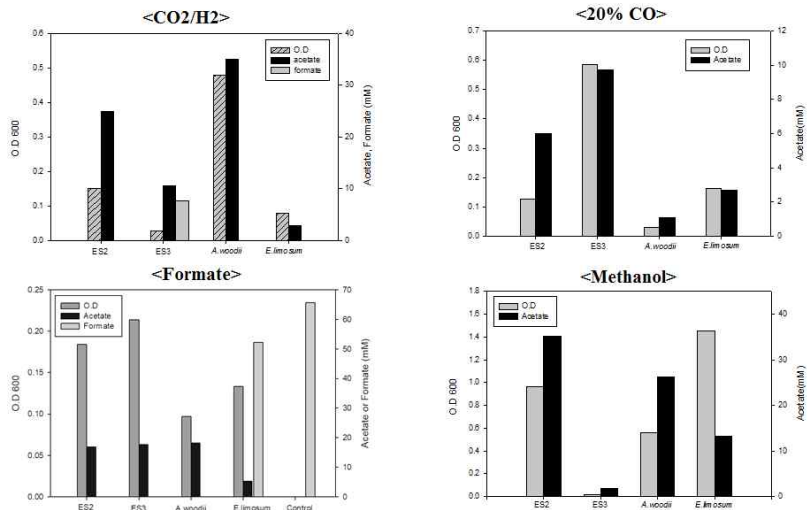 <CO2/H2>
O.D
acetate
formate
0.6
0.5
0.4
0.3
0.2
0.1
0.0
O.D 600
40
30
20
10
0
Acetate, Formate (mM)
ES2 ES3 A.woodii E.limosum
<20% CO>
O.D
Acetate
0.7
0.6
0.5
0.4
0.3
0.2
0.1
0.0
O.D 600
12
10
8
6
4
2
0
Acetate(mM)
ES2 ES3 A.woodii E.limosum
<Formate>
O.D
Acetate
Formate
0.25
0.20
0.15
0.10
0.05
0.00
O.D 600
70
60
50
40
30
20
10
0
Acetate or Formate (mM)
ES2 ES3 A.woodii E.limosum Control
<Methanol>
O.D
Acetate
1.8
1.6
1.4
1.2
1.0
0.8
0.6
0.4
0.2
0.0
O.D 600
40
30
20
10
0
Acetate(mM)
ES2 ES3 A.woodii E.limosum